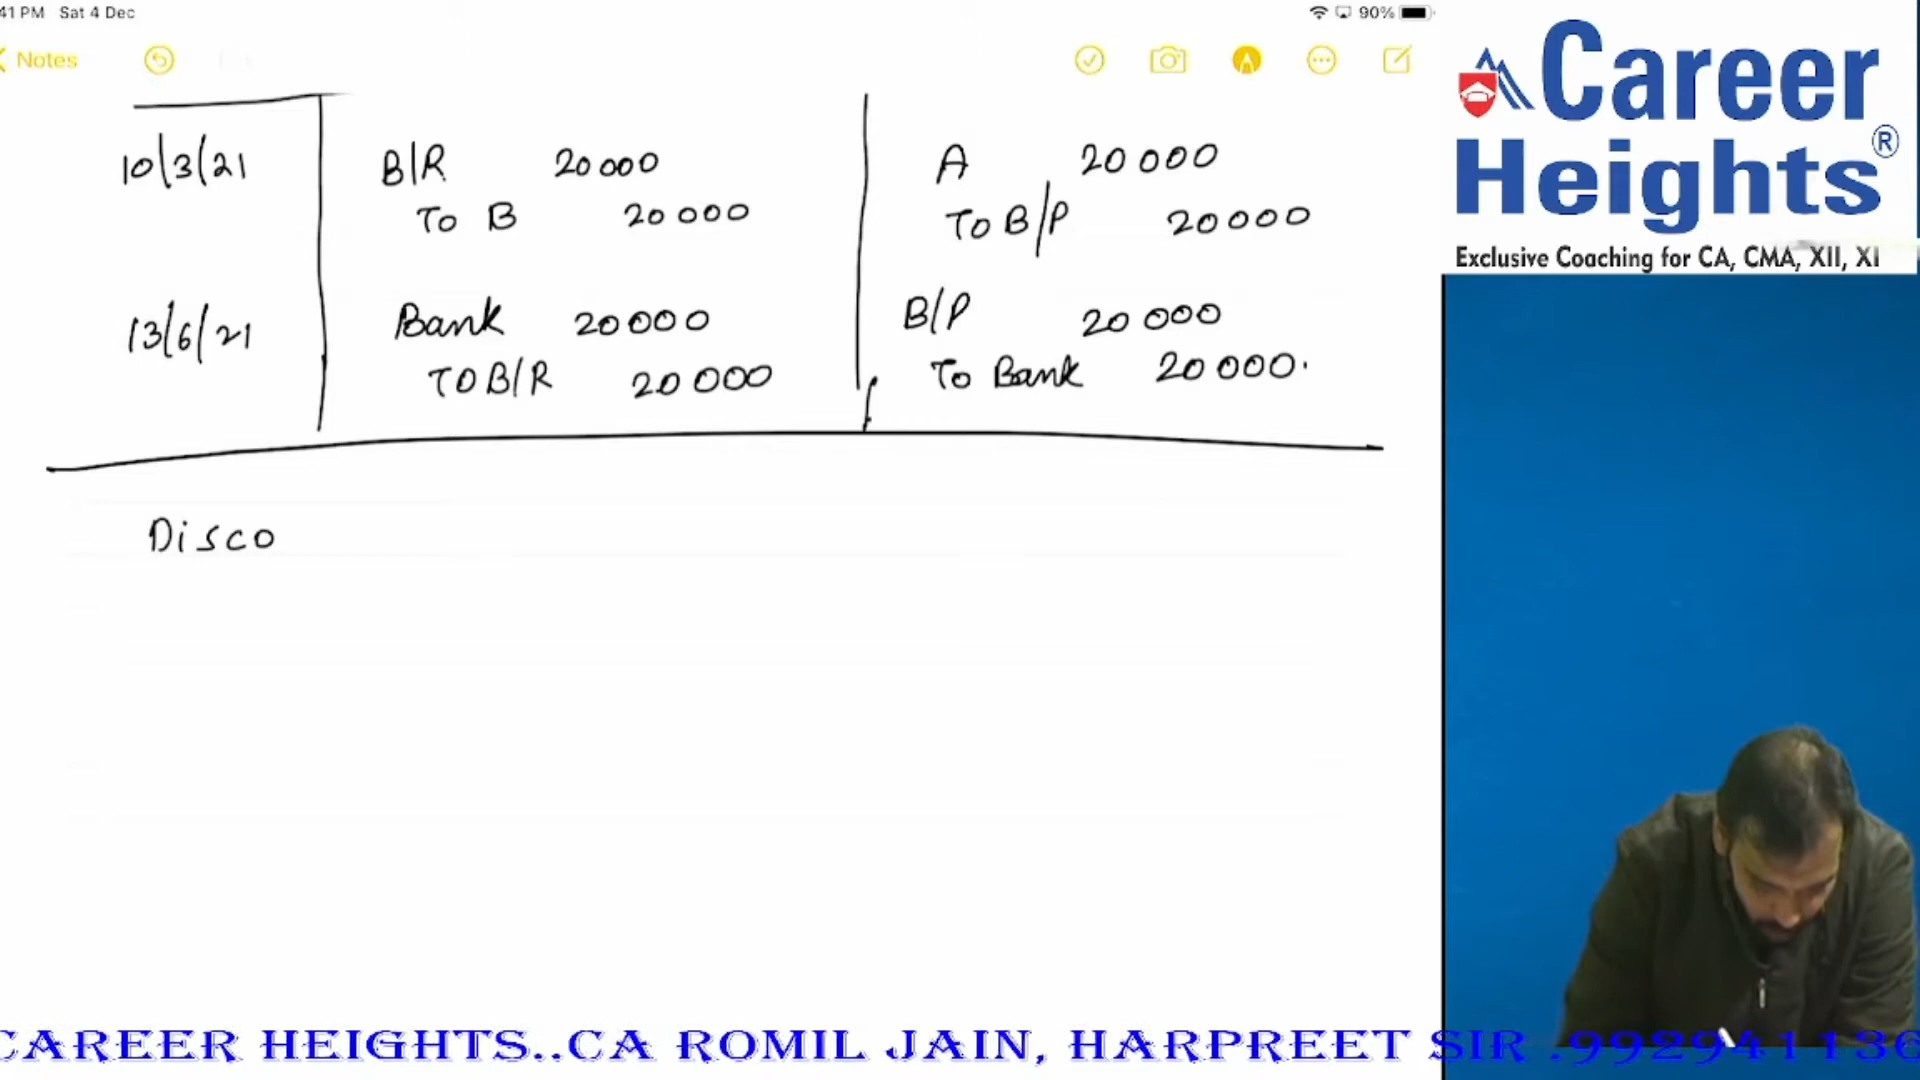 41 PM Sat 4 Dec
90%
Notes
10/3/21 B/R 20000 A 20000
To B 20000 To B/P 20000
13/6/21 Bank 20000 B/P 20000
TO B/R 20000 To Bank 20000.
Disco
Career
Heights®
Exclusive Coaching for CA, CMA, XII, XI
CAREER HEIGHTS..CA ROMIL JAIN, HARPREET SIR .992941136